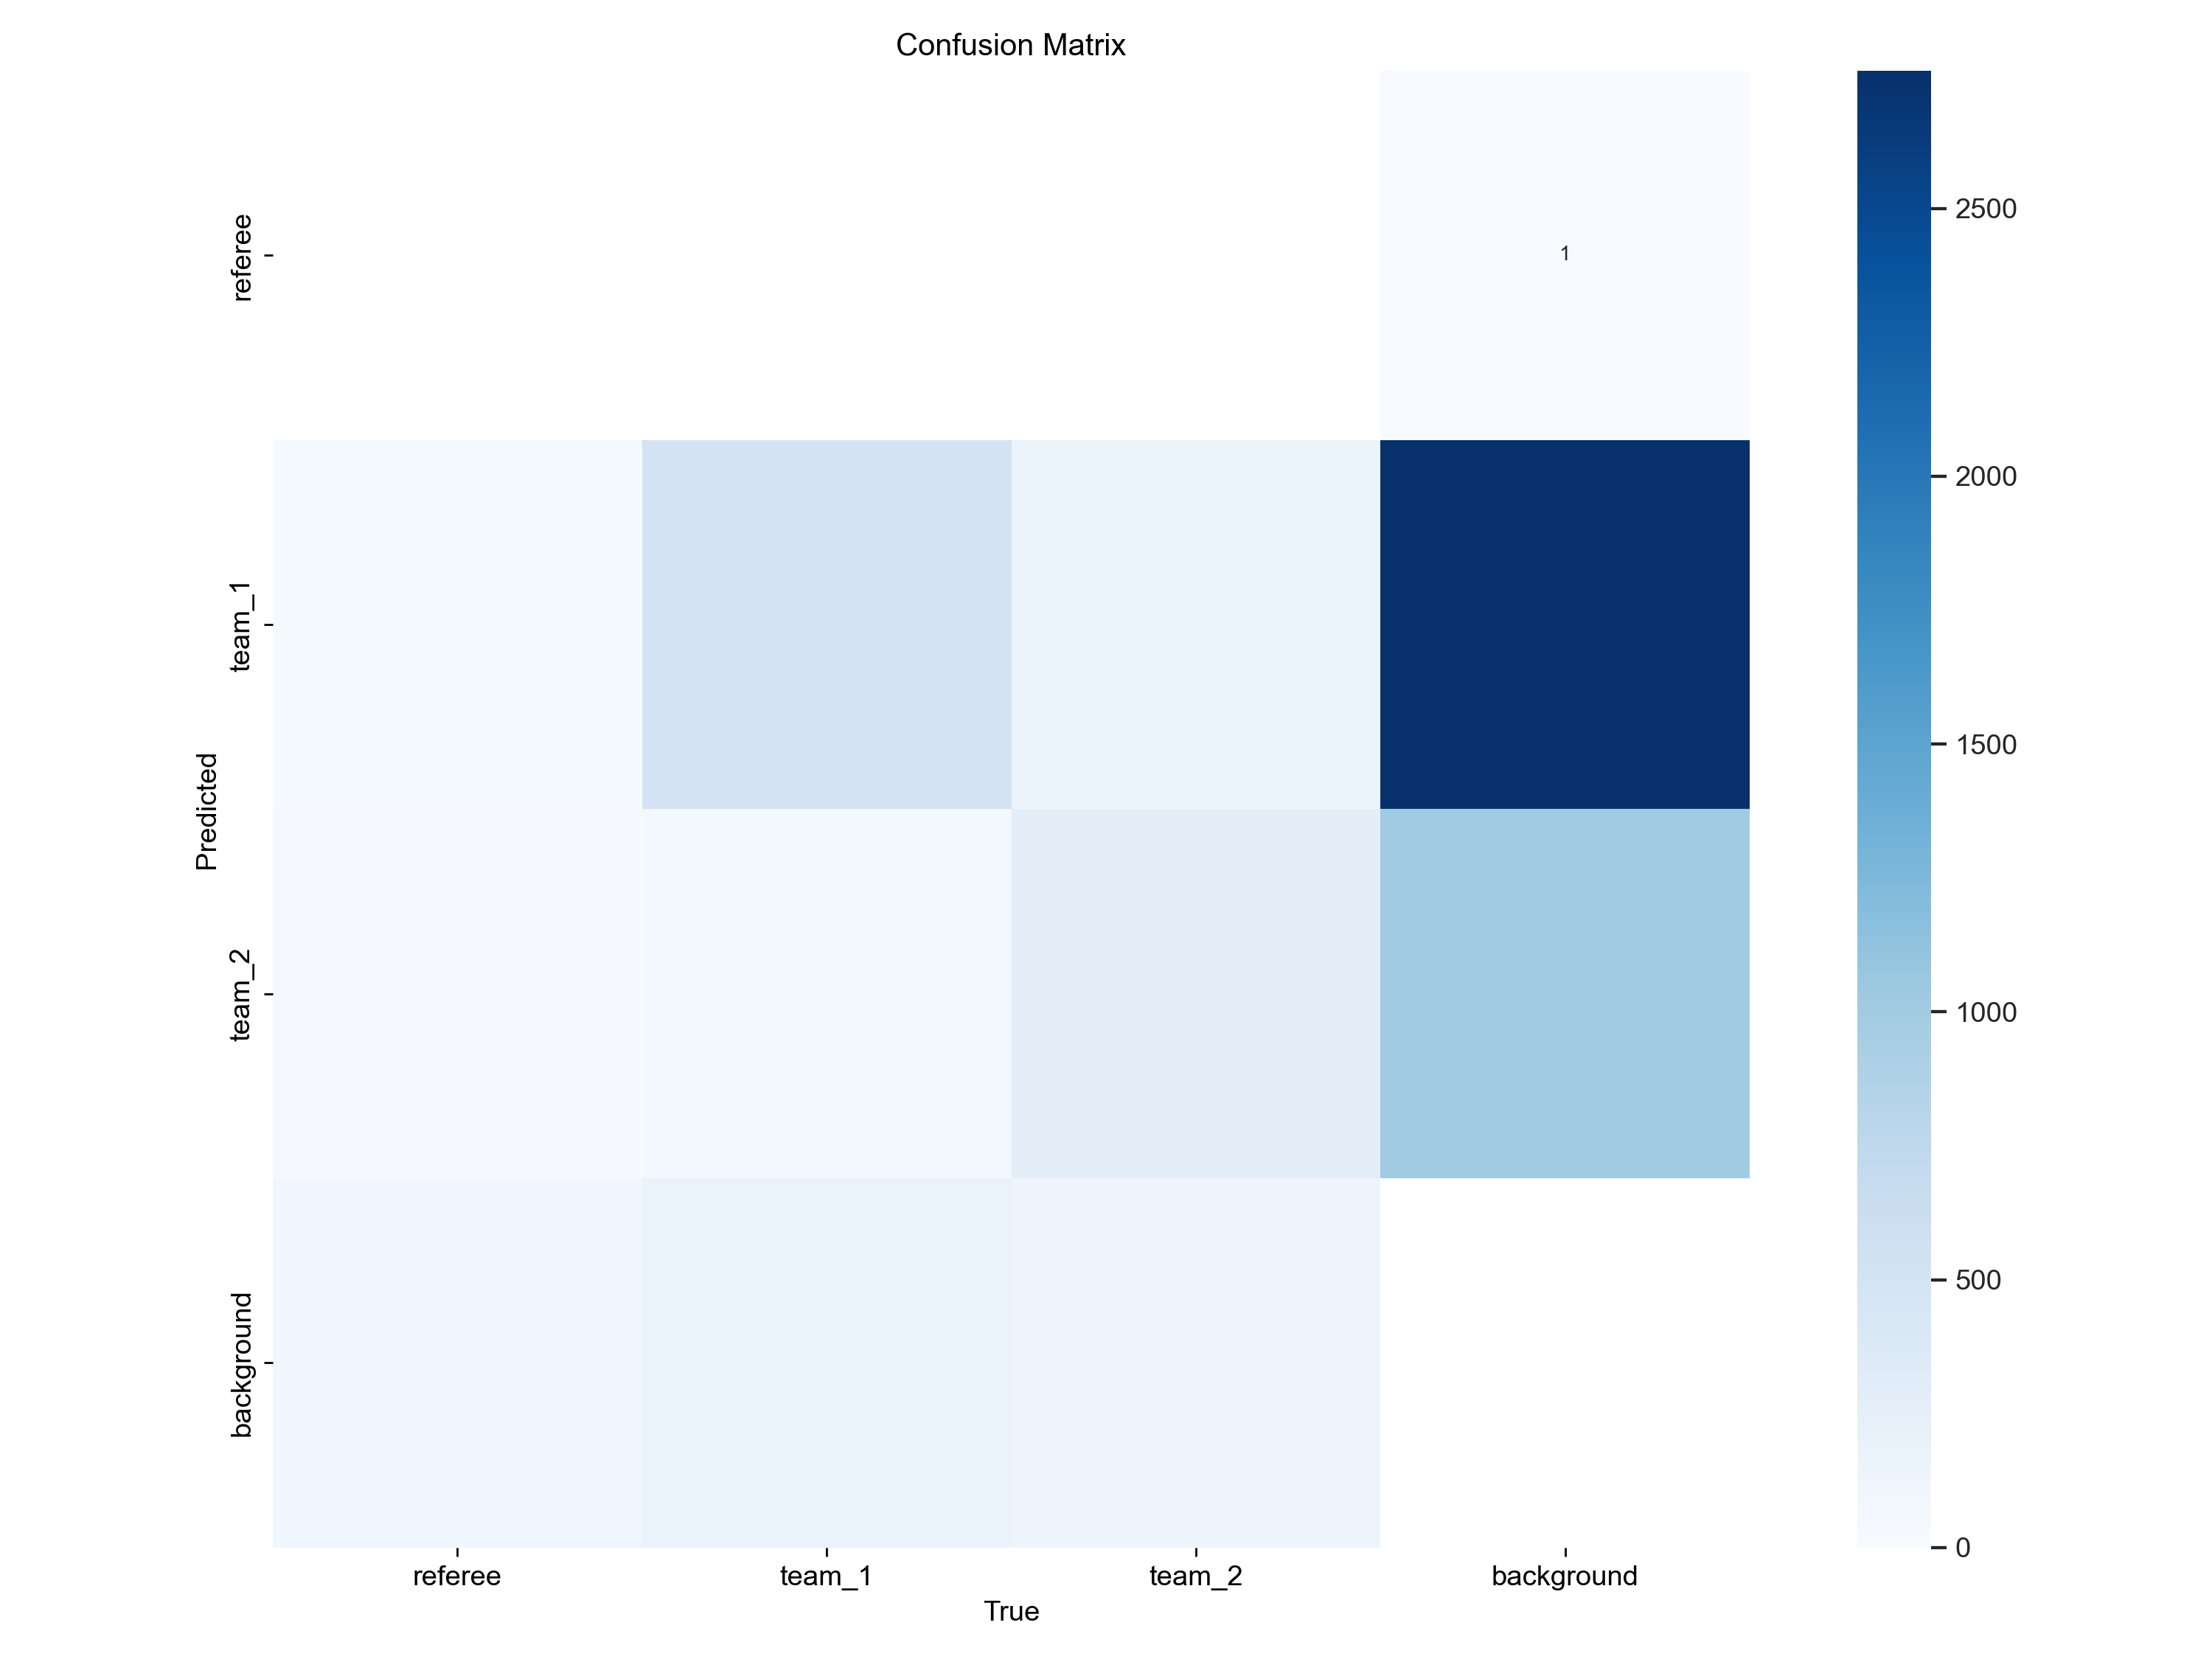 Confusion Matrix
referee
team_1
team_2
background
Predicted
1
referee
team_1
team_2
background
True
2500
2000
1500
1000
500
0